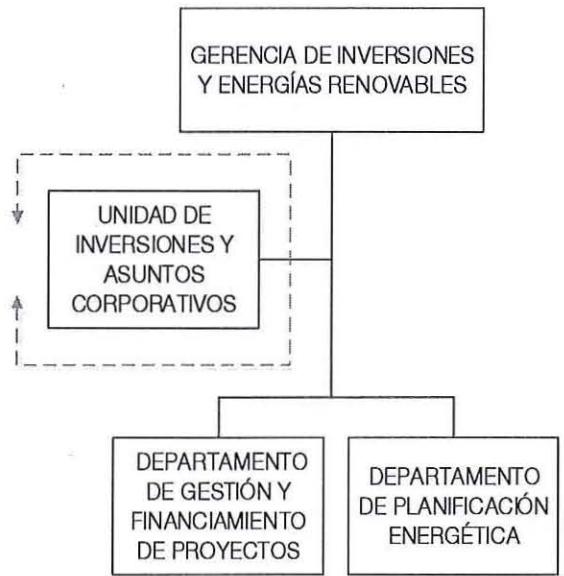 GERENCIA DE INVERSIONES
Y ENERGÍAS RENOVABLES
UNIDAD DE
INVERSIONES Y
ASUNTOS
CORPORATIVOS
DEPARTAMENTO
DE GESTIÓN Y
FINANCIAMIENTO
DE PROYECTOS
DEPARTAMENTO
DE PLANIFICACIÓN
ENERGÉTICA